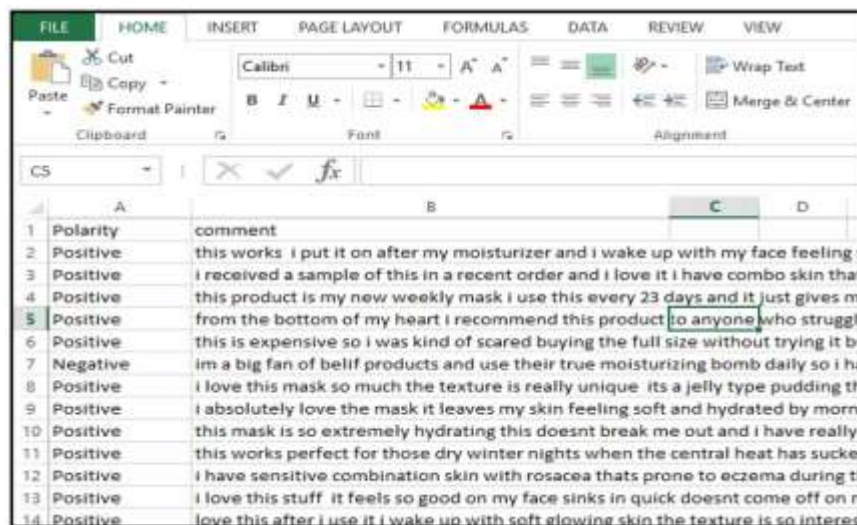 FILE HOME INSERT PAGE LAYOUT FORMULAS DATA REVIEW VIEW
Cut
Copy
Format Painter
Paste
Calibri 11 A A Wrap Text
B I U A Merge & Center
Clipboard Font Alignment
C5 fx
A B C D
1 Polarity comment
2 Positive this works i put it on after my moisturizer and i wake up with my face feeling
3 Positive i received a sample of this in a recent order and i love it i have combo skin tha
4 Positive this product is my new weekly mask i use this every 23 days and it just gives m
5 Positive from the bottom of my heart i recommend this product to anyone who struggl
6 Positive this is expensive so i was kind of scared buying the full size without trying it b
7 Negative im a big fan of belif products and use their true moisturizing bomb daily so i ha
8 Positive i love this mask so much the texture is really unique its a jelly type pudding th
9 Positive i absolutely love the mask it leaves my skin feeling soft and hydrated by morn
10 Positive this mask is so extremely hydrating this doesnt break me out and i have really
11 Positive this works perfect for those dry winter nights when the central heat has sucke
12 Positive i have sensitive combination skin with rosacea thats prone to eczema during t
13 Positive i love this stuff it feels so good on my face sinks in quick doesnt come off on r
14 Positive love this after i use it i wake up with soft glowing skin the texture is so interes